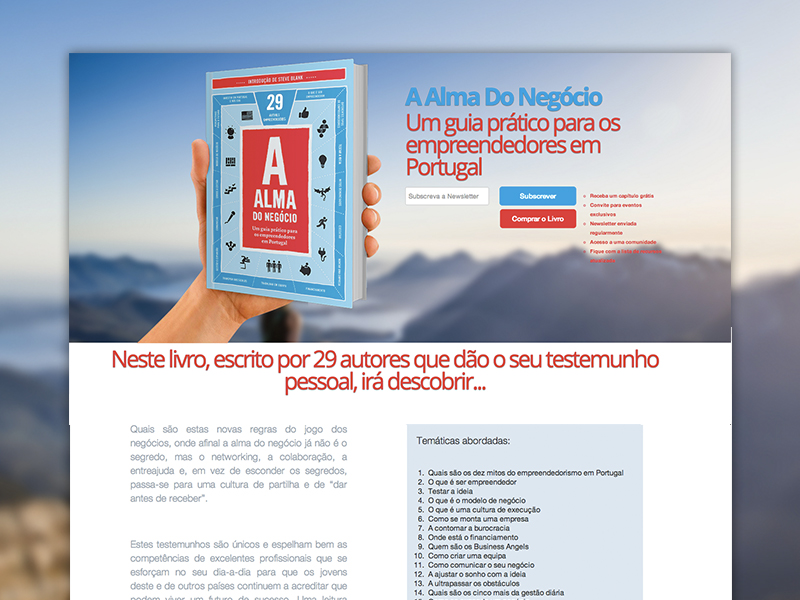 INTRODUÇÃO DE STEVE BLANK
29
AUTORES
EMPREENDEDORES
A
ALMA
DO NEGÓCIO
Um guia prático para
os empreendedores
em Portugal
A Alma Do Negócio
Um guia prático para os
empreendedores em
Portugal
Subscreva a Newsletter
Subscrever
Comprar o Livro
Receba um capítulo grátis
Convite para eventos
exclusivos
Newsletter enviada
regularmente
Acesso a uma comunidade
Fique com a
Neste livro, escrito por 29 autores que dão o seu testemunho
pessoal, irá descobrir...
Quais são estas novas regras do jogo dos
negócios, onde afinal a alma do negócio já não é o
segredo, mas o networking, a colaboração, a
entreajuda e, em vez de esconder os segredos,
passa-se para uma cultura de partilha e de “dar
antes de receber”.
Estes testemunhos são únicos e espelham bem as
competências de excelentes profissionais que se
esforçam no seu dia-a-dia para que os jovens
deste e de outros países continuem a acreditar que
podem viver um futuro de sucesso. Uma leitura
Temáticas abordadas:
1. Quais são os dez mitos do empreendedorismo em Portugal
2. O que é ser empreendedor
3. Testar a ideia
4. O que é o modelo de negócio
5. O que é uma cultura de execução
6. Como se monta uma empresa
7. A contornar a burocracia
8. Onde está o financiamento
9. Quem são os Business Angels
10. Como criar uma equipa
11. Como comunicar o seu negócio
12. A ajustar o sonho com a ideia
13. A ultrapassar os obstáculos
14. Quais são os cinco mais da gestão diária